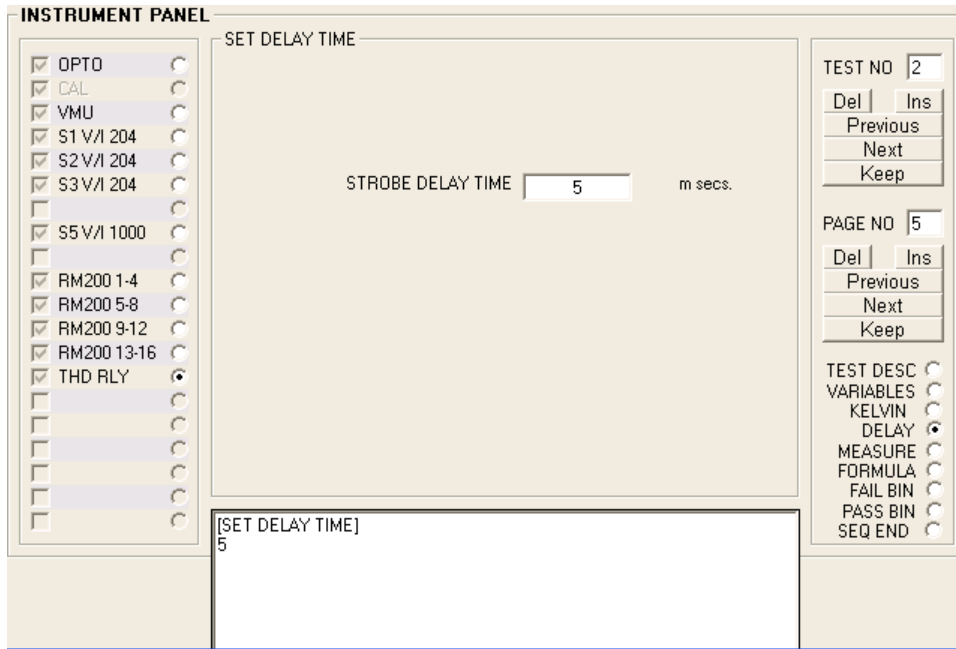 INSTRUMENT PANEL
OPTO
CAL
VMU
S1 V/I 204
S2 V/I 204
S3 V/I 204
S5 V/I 1000
RM200 1-4
RM200 5-8
RM200 9-12
RM200 13-16
THD RLY
SET DELAY TIME
STROBE DELAY TIME 5 m secs.
[SET DELAY TIME]
5
TEST NO 2
Del Ins
Previous
Next
Keep
PAGE NO 5
Del Ins
Previous
Next
Keep
TEST DESC
VARIABLES
KELVIN
DELAY
MEASURE
FORMULA
FAIL BIN
PASS BIN
SEQ END